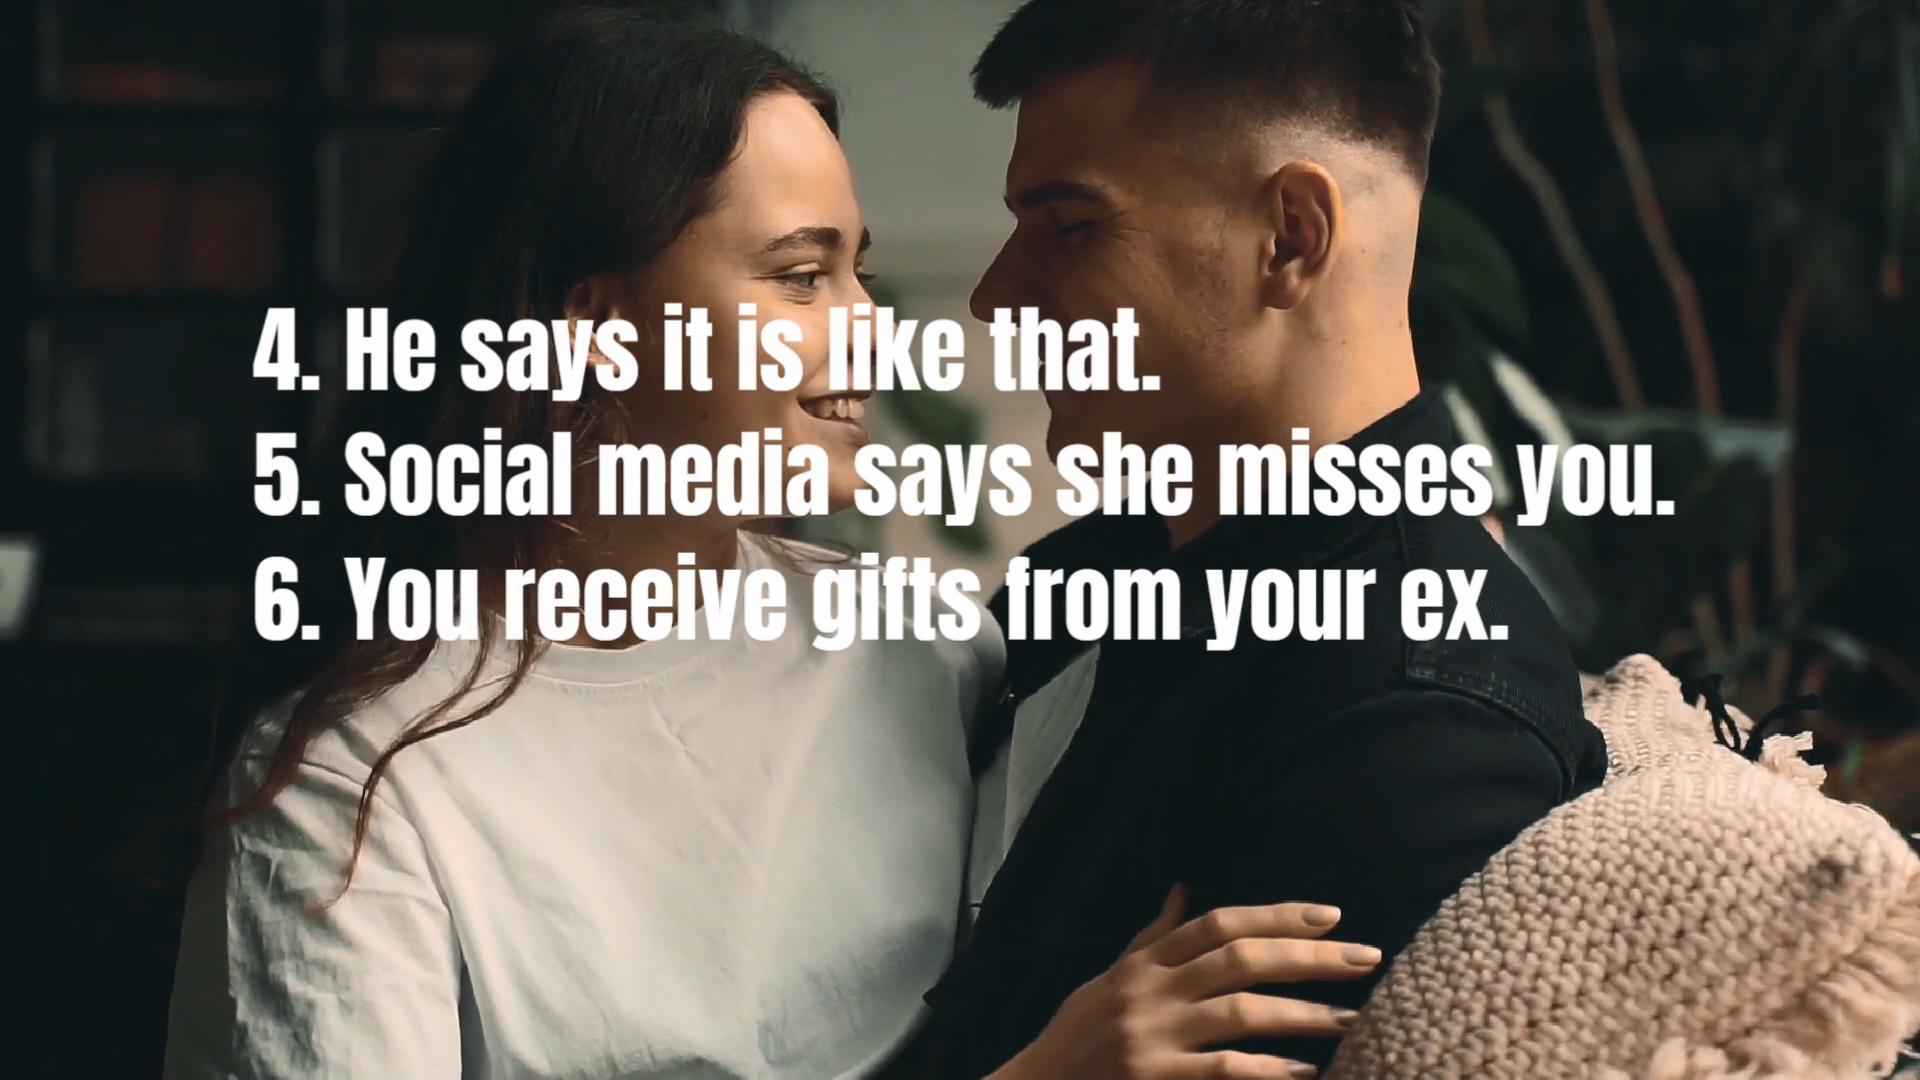 4. He says it is like that.
5. Social media says she misses you.
6. You receive gifts from your ex.